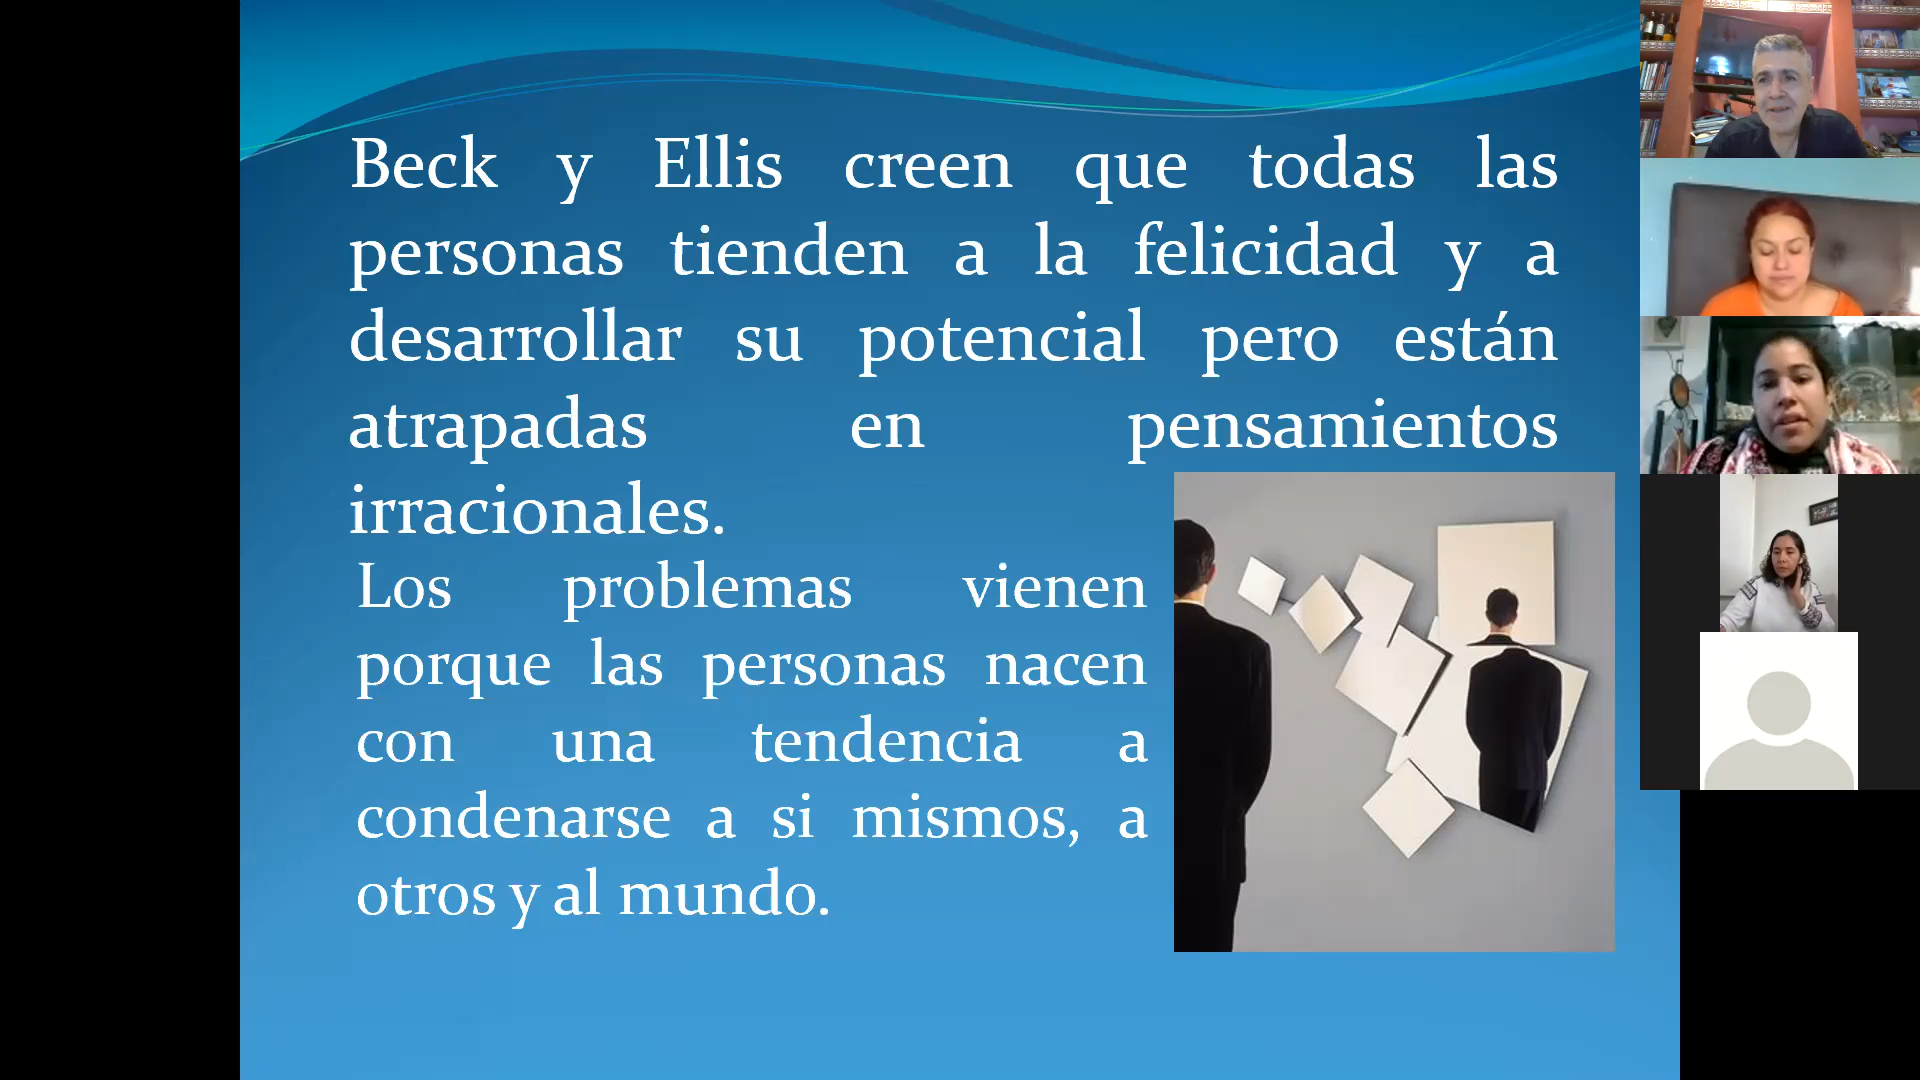 Beck y Ellis creen que todas las
personas tienden a la felicidad y a
desarrollar su potencial pero están
atrapadas en pensamientos
irracionales.
Los problemas vienen
porque las personas nacen
con una tendencia a
condenarse a si mismos, a
otros y al mundo.